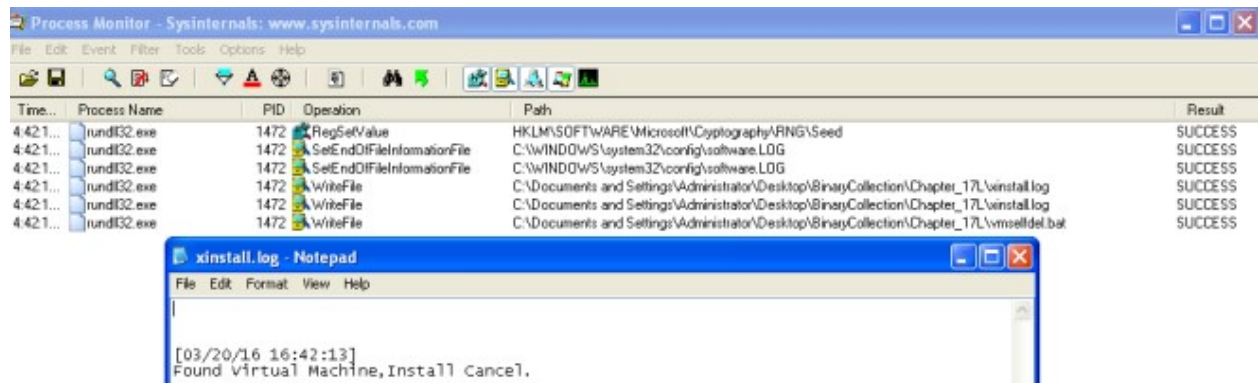 Process Monitor - Sysinternals: www.sysinternals.com
File Edit Event Filter Tools Options Help
Time... Process Name PID Operation Path Result
4:42:1... rundll32.exe 1472 RegSetValue HKLM\SOFTWARE\Microsoft\Cryptography\RNG\Seed SUCCESS
4:42:1... rundll32.exe 1472 SetEndOfFileInformationFile C:\WINDOWS\system32\config\software.LOG SUCCESS
4:42:1... rundll32.exe 1472 SetEndOfFileInformationFile C:\WINDOWS\system32\config\software.LOG SUCCESS
4:42:1... rundll32.exe 1472 WriteFile C:\Documents and Settings\Administrator\Desktop\BinaryCollection\Chapter_17L\xinstall.log SUCCESS
4:42:1... rundll32.exe 1472 WriteFile C:\Documents and Settings\Administrator\Desktop\BinaryCollection\Chapter_17L\xinstall.log SUCCESS
4:42:1... rundll32.exe 1472 WriteFile C:\Documents and Settings\Administrator\Desktop\BinaryCollection\Chapter_17L\vmselfdel.bat SUCCESS
xinstall.log - Notepad
File Edit Format View Help
[03/20/16 16:42:13]
Found Virtual Machine,Install Cancel.